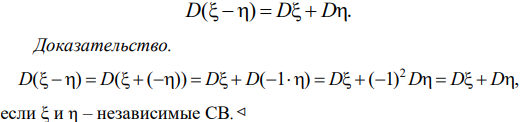 D(ξ − η) = Dξ + Dη.
Доказательство.
D(ξ − η) = D(ξ + (−η)) = Dξ + D(−1 · η) = Dξ + (−1)² Dη = Dξ + Dη,
если ξ и η – независимые СВ. ⊲